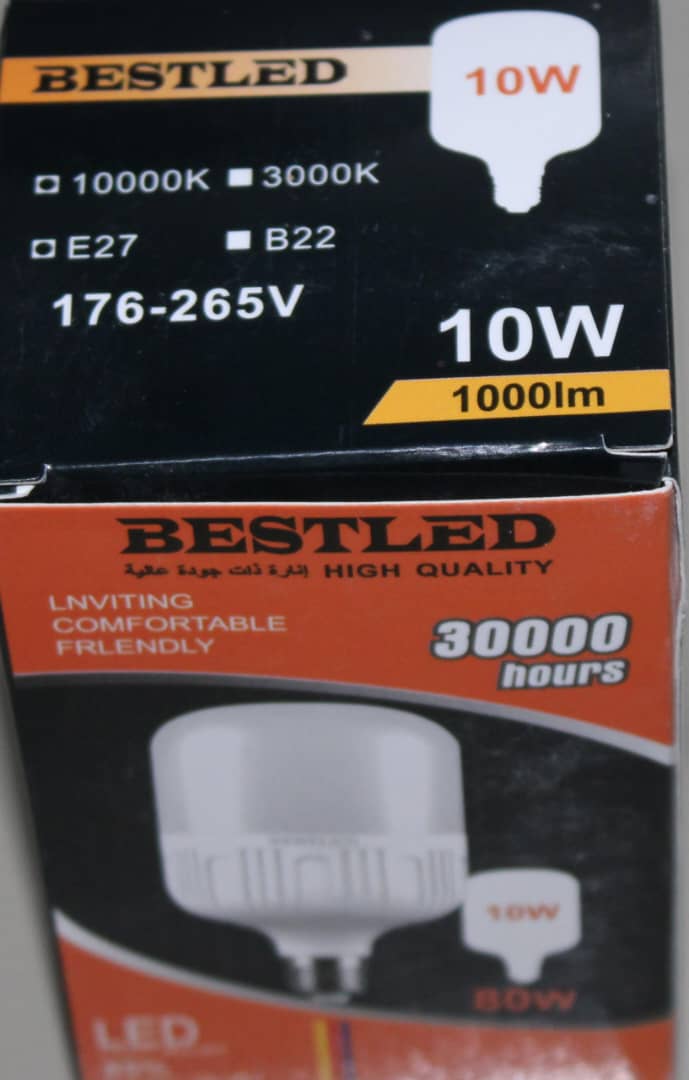 BESTLED
10W
10000K 3000K
E27 B22
176-265V
10W
1000lm
BESTLED
إنارة ذات جودة عالية HIGH QUALITY
LNVITING
COMFORTABLE
FRLENDLY
30000
hours
10W
80W
LED